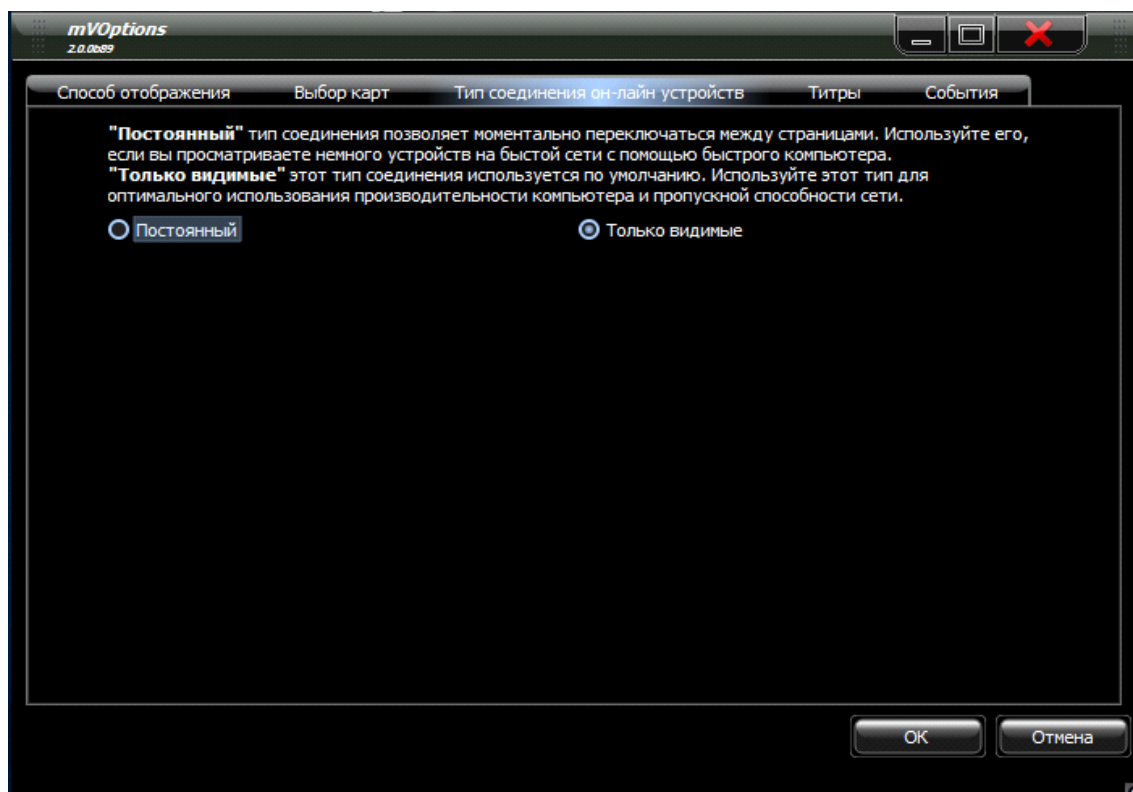 mVOptions
2.0.0b89
Способ отображения Выбор карт Тип соединения он-лайн устройств Титры События
"Постоянный" тип соединения позволяет моментально переключаться между страницами. Используйте его,
если вы просматриваете немного устройств на быстой сети с помощью быстрого компьютера.
"Только видимые" этот тип соединения используется по умолчанию. Используйте этот тип для
оптимального использования производительности компьютера и пропускной способности сети.
Постоянный Только видимые
OK Отмена